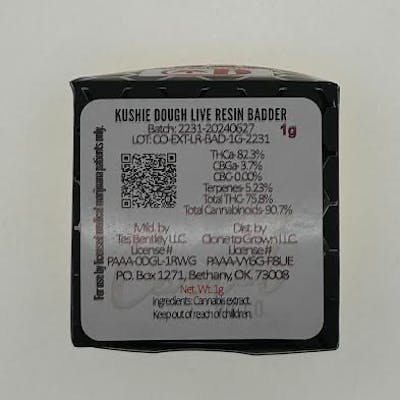 KUSHIE DOUGH LIVE RESIN BADDER
Batch: 2231-20240627
LOT: CO-EXT-LR-BAD-1G-2231
1g
THCa- 82.3%
CBGa- 3.7%
CBC- 0.00%
Terpenes- 5.23%
Total THC- 75.8%
Total Cannabinoids- 90.7%
For use by licensed medical marijuana patients only.
Mfd. by
Tes Bentley LLC.
License #
PAAA-0DGL-1RWG
Dist. by
Clone to Grown LLC.
License #
PAAA-VY6G-F8UE
P.O. Box 1271, Bethany, OK. 73008
Net. Wt. 1g
Ingredients: Cannabis extract.
Keep out of reach of children.